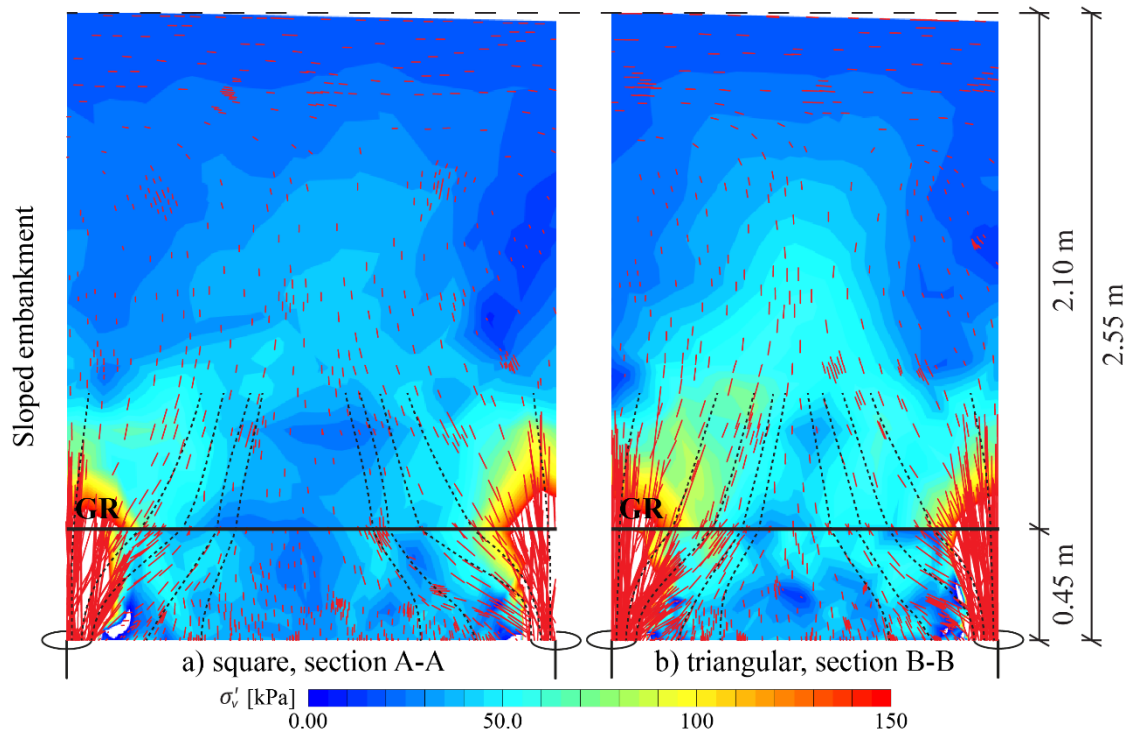 Sloped embankment
GR
GR
2.10 m
2.55 m
0.45 m
a) square, section A-A
b) triangular, section B-B
σ′ᵥ [kPa]
0.00
50.0
100
150